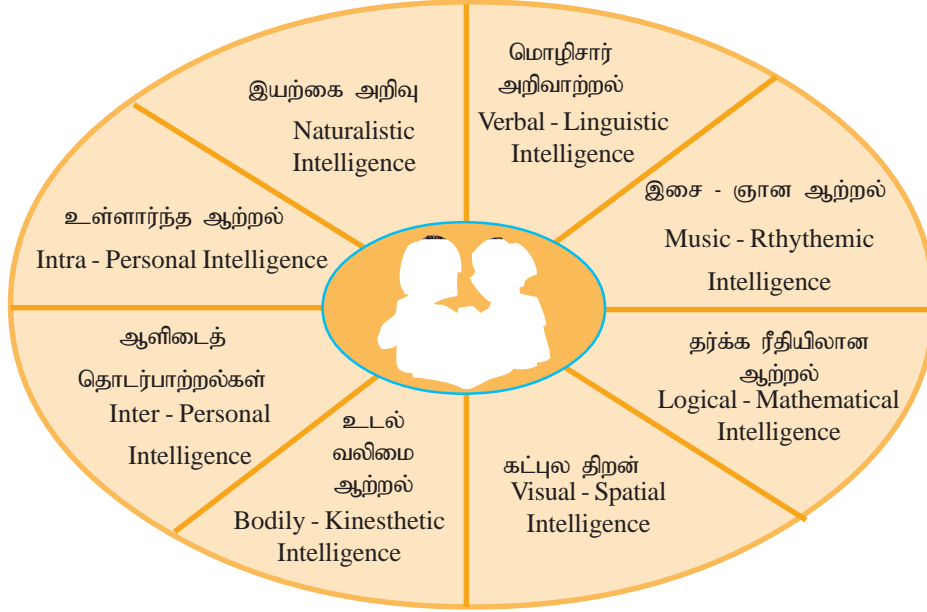 மொழிசார்
அறிவாற்றல்
Verbal - Linguistic
Intelligence
இசை - ஞான ஆற்றல்
Music - Rthythemic
Intelligence
தர்க்க ரீதியிலான
ஆற்றல்
Logical - Mathematical
Intelligence
கட்புல திறன்
Visual - Spatial
Intelligence
உடல்
வலிமை
ஆற்றல்
Bodily - Kinesthetic
Intelligence
ஆளிடைத்
தொடர்பாற்றல்கள்
Inter - Personal
Intelligence
உள்ளார்ந்த ஆற்றல்
Intra - Personal Intelligence
இயற்கை அறிவு
Naturalistic
Intelligence